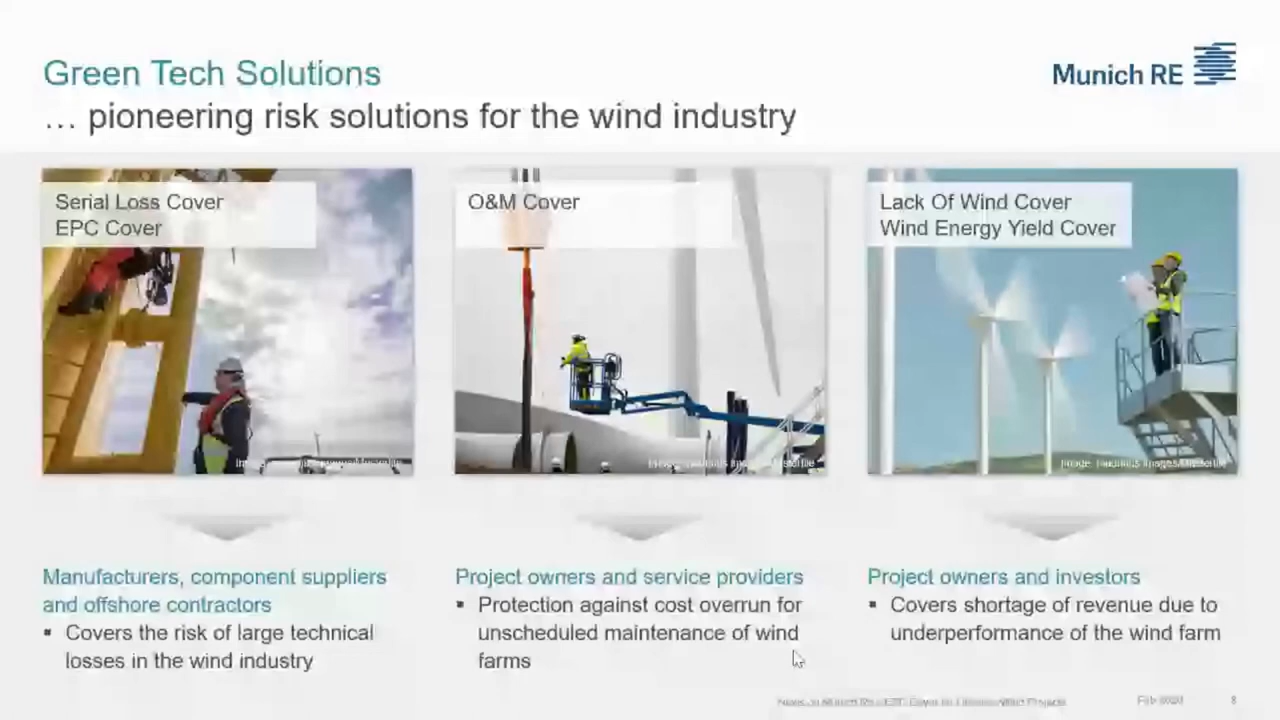 Green Tech Solutions
… pioneering risk solutions for the wind industry
Munich RE
Serial Loss Cover
EPC Cover
O&M Cover
Lack Of Wind Cover
Wind Energy Yield Cover
Manufacturers, component suppliers
and offshore contractors
▪ Covers the risk of large technical
losses in the wind industry
Project owners and service providers
▪ Protection against cost overrun for
unscheduled maintenance of wind
farms
Project owners and investors
▪ Covers shortage of revenue due to
underperformance of the wind farm
Feb 2020
8